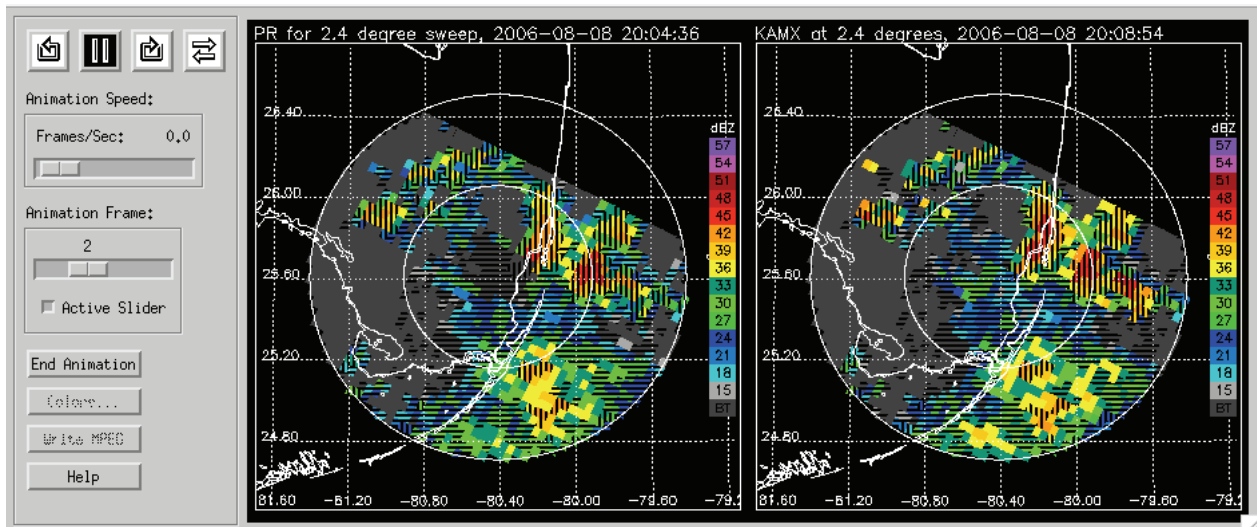 Animation Speed:
Frames/Sec: 0.0
Animation Frame:
2
Active Slider
End Animation
Colors...
Write MPEG
Help
PR for 2.4 degree sweep, 2006-08-08 20:04:36
26.40
26.00
25.60
25.20
24.80
-81.60 -81.20 -80.80 -80.40 -80.00 -79.60 -79.2
dBZ
57
54
51
48
45
42
39
36
33
30
27
24
21
18
15
BT
KAMX at 2.4 degrees, 2006-08-08 20:08:54
26.40
26.00
25.60
25.20
24.80
81.60 -81.20 -80.80 -80.40 -80.00 -79.60 -79.2
dBZ
57
54
51
48
45
42
39
36
33
30
27
24
21
18
15
BT